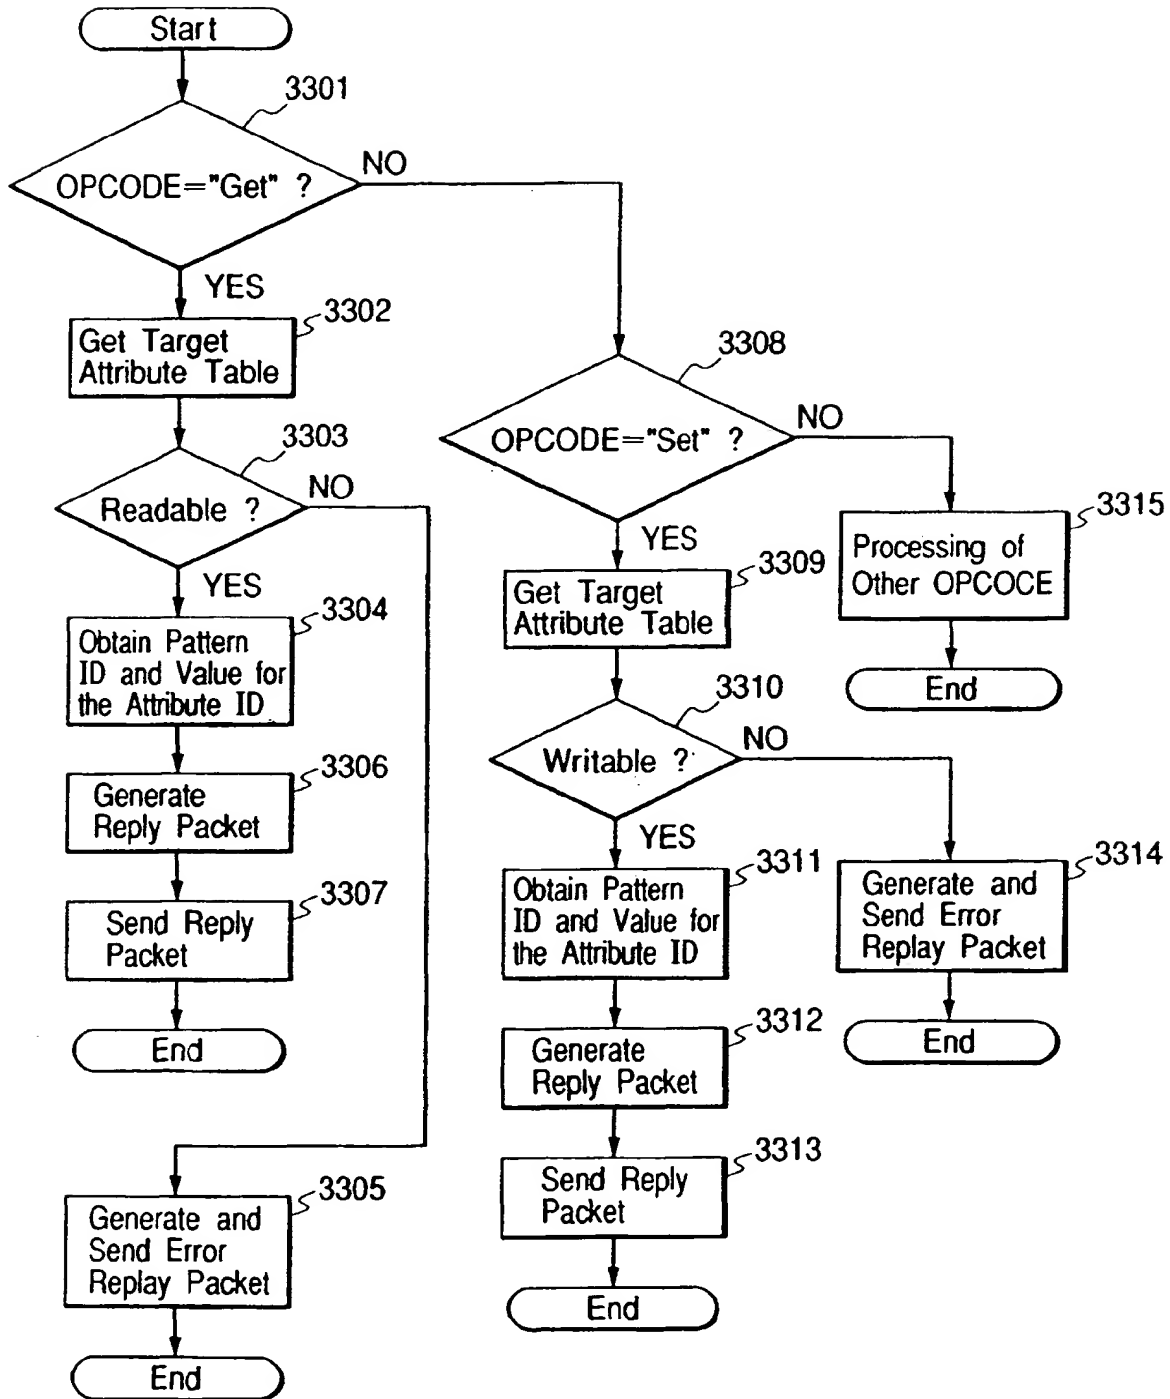 Start
3301
OPCODE="Get" ?
NO
YES
3302
Get Target
Attribute Table
3303
Readable ?
NO
YES
3304
Obtain Pattern
ID and Value for
the Attribute ID
3306
Generate
Reply Packet
3307
Send Reply
Packet
End
3305
Generate and
Send Error
Replay Packet
End
3308
OPCODE="Set" ?
NO
YES
3309
Get Target
Attribute Table
3310
Writable ?
NO
YES
3311
Obtain Pattern
ID and Value for
the Attribute ID
3312
Generate
Reply Packet
3313
Send Reply
Packet
End
3315
Processing of
Other OPCOCE
End
3314
Generate and
Send Error
Replay Packet
End